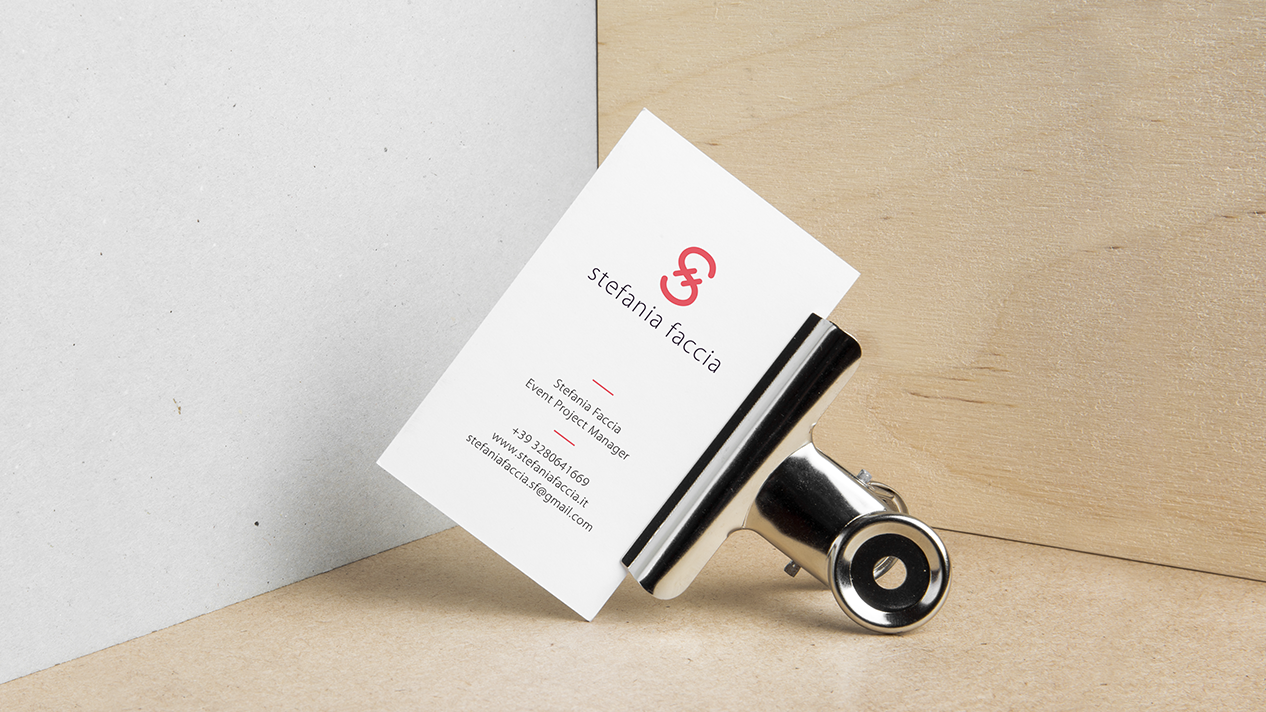 stefania faccia
Stefania Faccia
Event Project Manager
+39 3280641669
www.stefaniafaccia.it
stefaniafaccia.sf@gmail.com